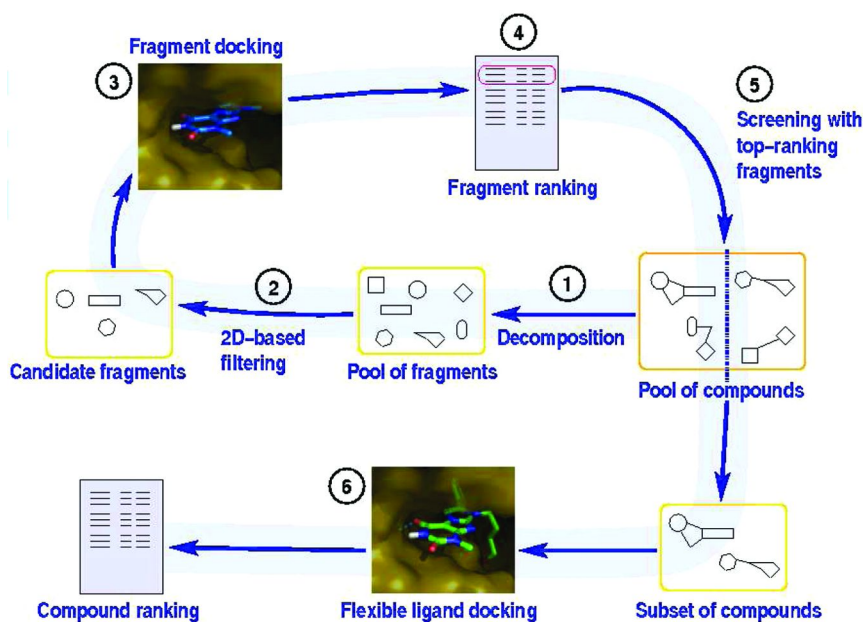 Fragment docking
3
4
Fragment ranking
5
Screening with
top-ranking
fragments
1
Decomposition
Pool of compounds
2
2D-based
filtering
Pool of fragments
Candidate fragments
6
Flexible ligand docking
Subset of compounds
Compound ranking